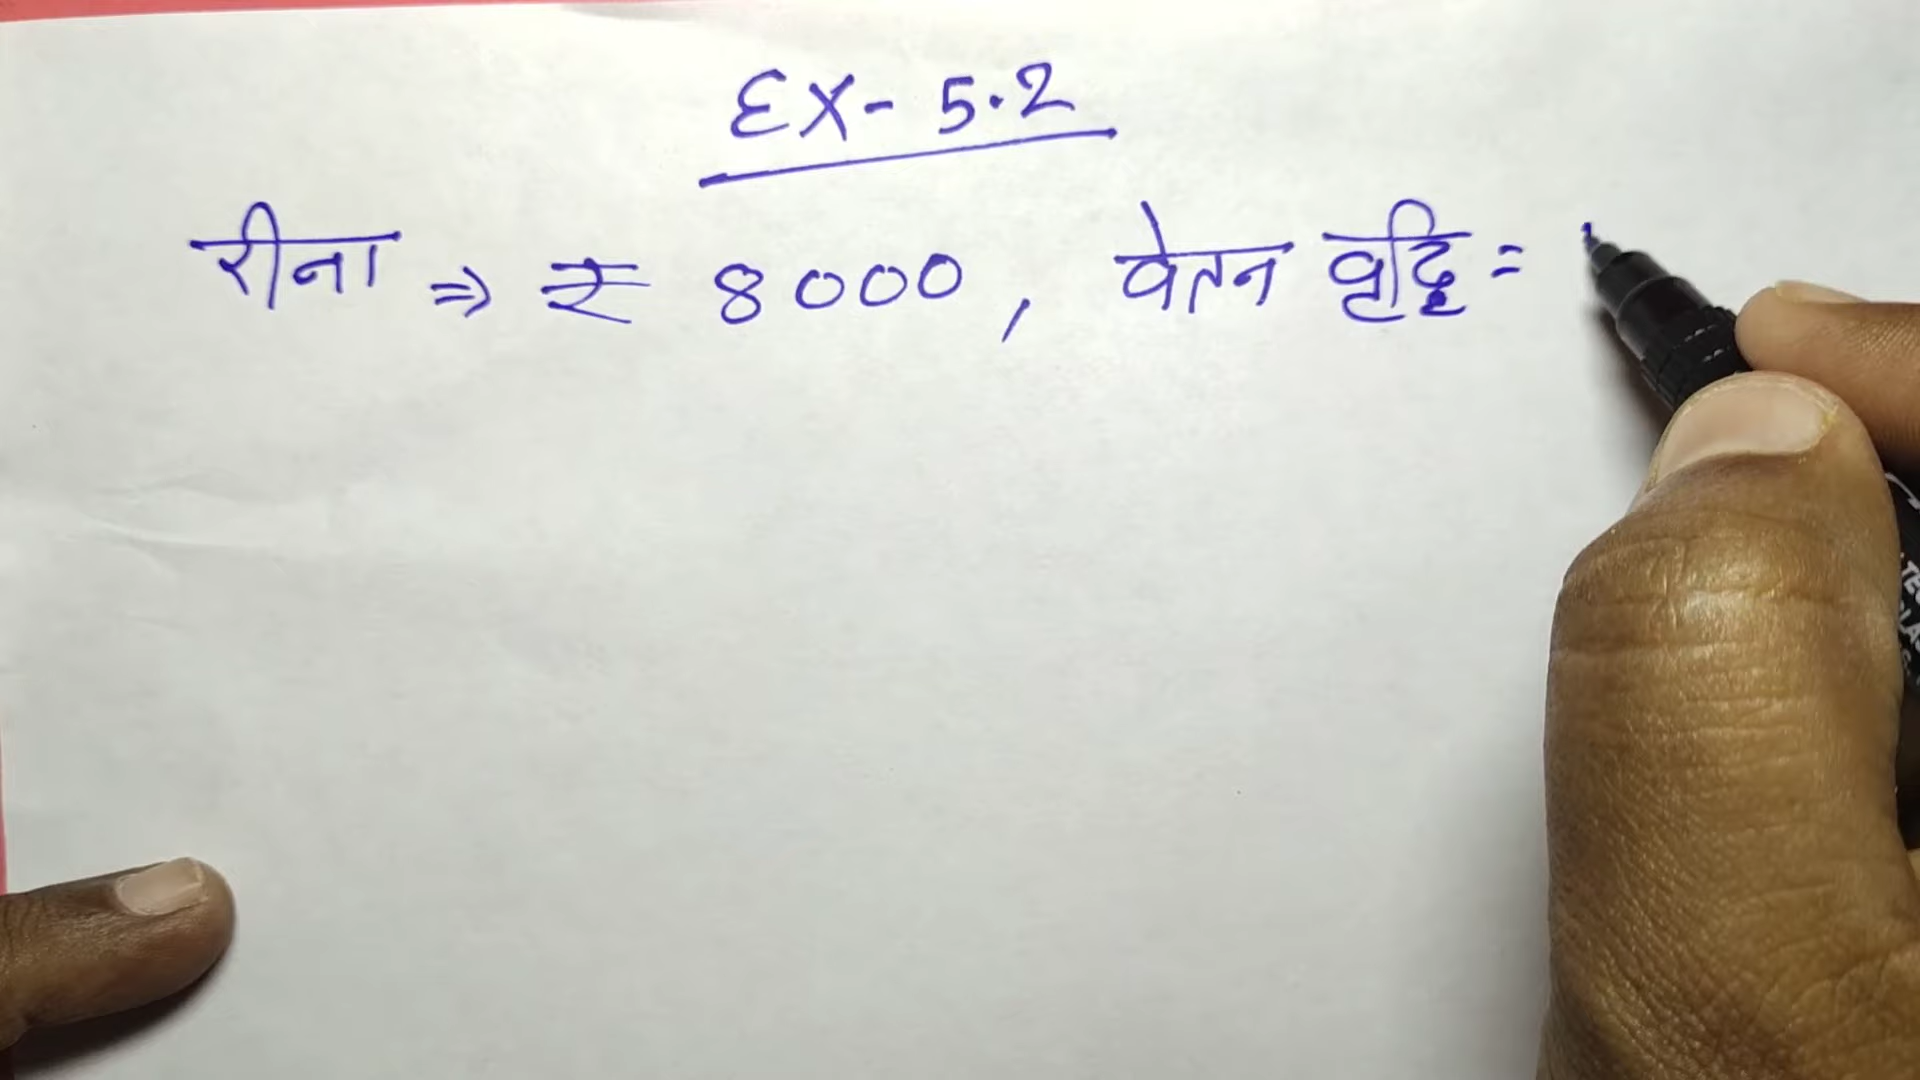 EX- 5.2
रीना ⇒ ₹ 8000, वेतन वृद्धि =